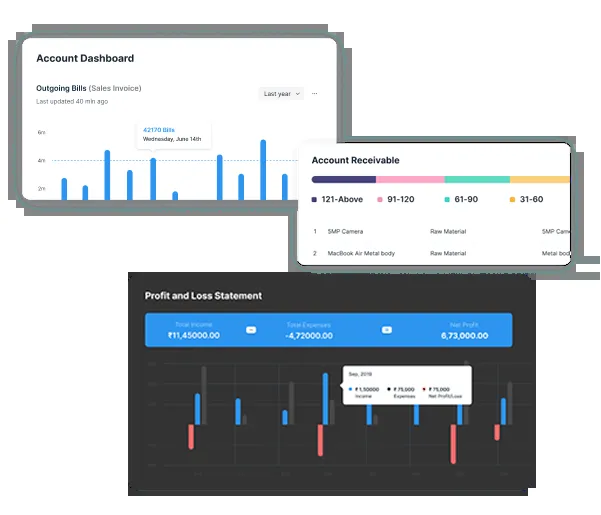 Account Dashboard
Outgoing Bills (Sales Invoice)
Last updated 40 min ago
Last year
6m
42170 Bills
Wednesday, June 14th
4m
2m
Account Receivable
121-Above 91-120 61-90 31-60
1 5MP Camera Raw Material 5MP Came
2 MacBook Air Metal body Raw Material Metal bod
Profit and Loss Statement
Total Income Total Expenses Net Profit
₹11,45000.00 -4,72000.00 6,73,000.00
Sep, 2019
₹1,50000 ₹75,000 ₹75,000
Income Expenses Net Profit/Loss